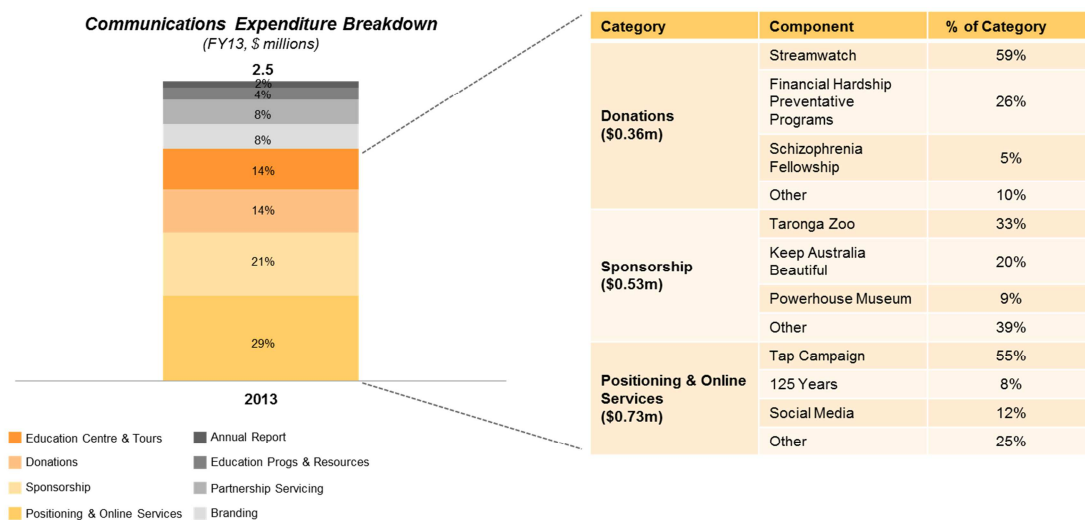 Communications Expenditure Breakdown
(FY13, $ millions)
2.5
2%
4%
8%
8%
14%
14%
21%
29%
2013
Education Centre & Tours
Donations
Sponsorship
Positioning & Online Services
Annual Report
Education Progs & Resources
Partnership Servicing
Branding
Category Component % of Category
Donations
($0.36m)
Streamwatch 59%
Financial Hardship
Preventative
Programs
26%
Schizophrenia
Fellowship
5%
Other 10%
Sponsorship
($0.53m)
Taronga Zoo 33%
Keep Australia
Beautiful
20%
Powerhouse Museum 9%
Other 39%
Positioning & Online
Services
($0.73m)
Tap Campaign 55%
125 Years 8%
Social Media 12%
Other 25%